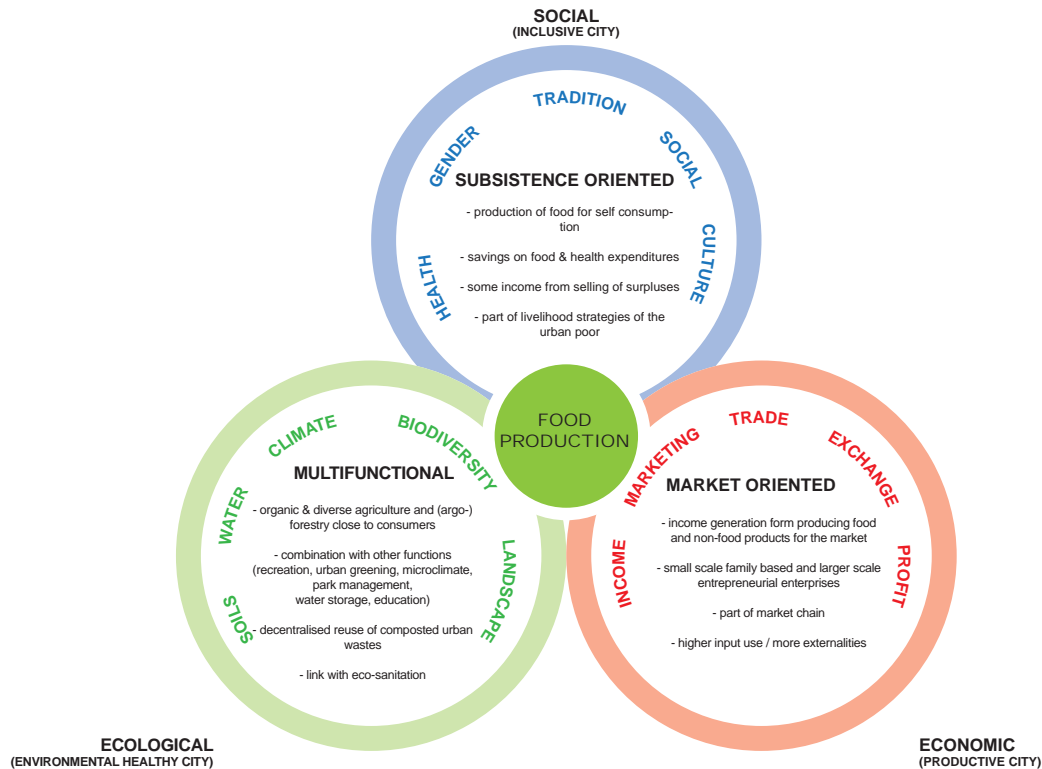 SOCIAL
(INCLUSIVE CITY)
TRADITION
GENDER
SOCIAL
HEALTH
CULTURE
SUBSISTENCE ORIENTED
- production of food for self consump-
tion
- savings on food & health expenditures
- some income from selling of surpluses
- part of livelihood strategies of the
urban poor
FOOD
PRODUCTION
CLIMATE
BIODIVERSITY
WATER
LANDSCAPE
SOILS
MULTIFUNCTIONAL
- organic & diverse agriculture and (argo-)
forestry close to consumers
- combination with other functions
(recreation, urban greening, microclimate,
park management,
water storage, education)
- decentralised reuse of composted urban
wastes
- link with eco-sanitation
MARKETING
TRADE
EXCHANGE
INCOME
PROFIT
MARKET ORIENTED
- income generation form producing food
and non-food products for the market
- small scale family based and larger scale
entrepreneurial enterprises
- part of market chain
- higher input use / more externalities
ECOLOGICAL
(ENVIRONMENTAL HEALTHY CITY)
ECONOMIC
(PRODUCTIVE CITY)